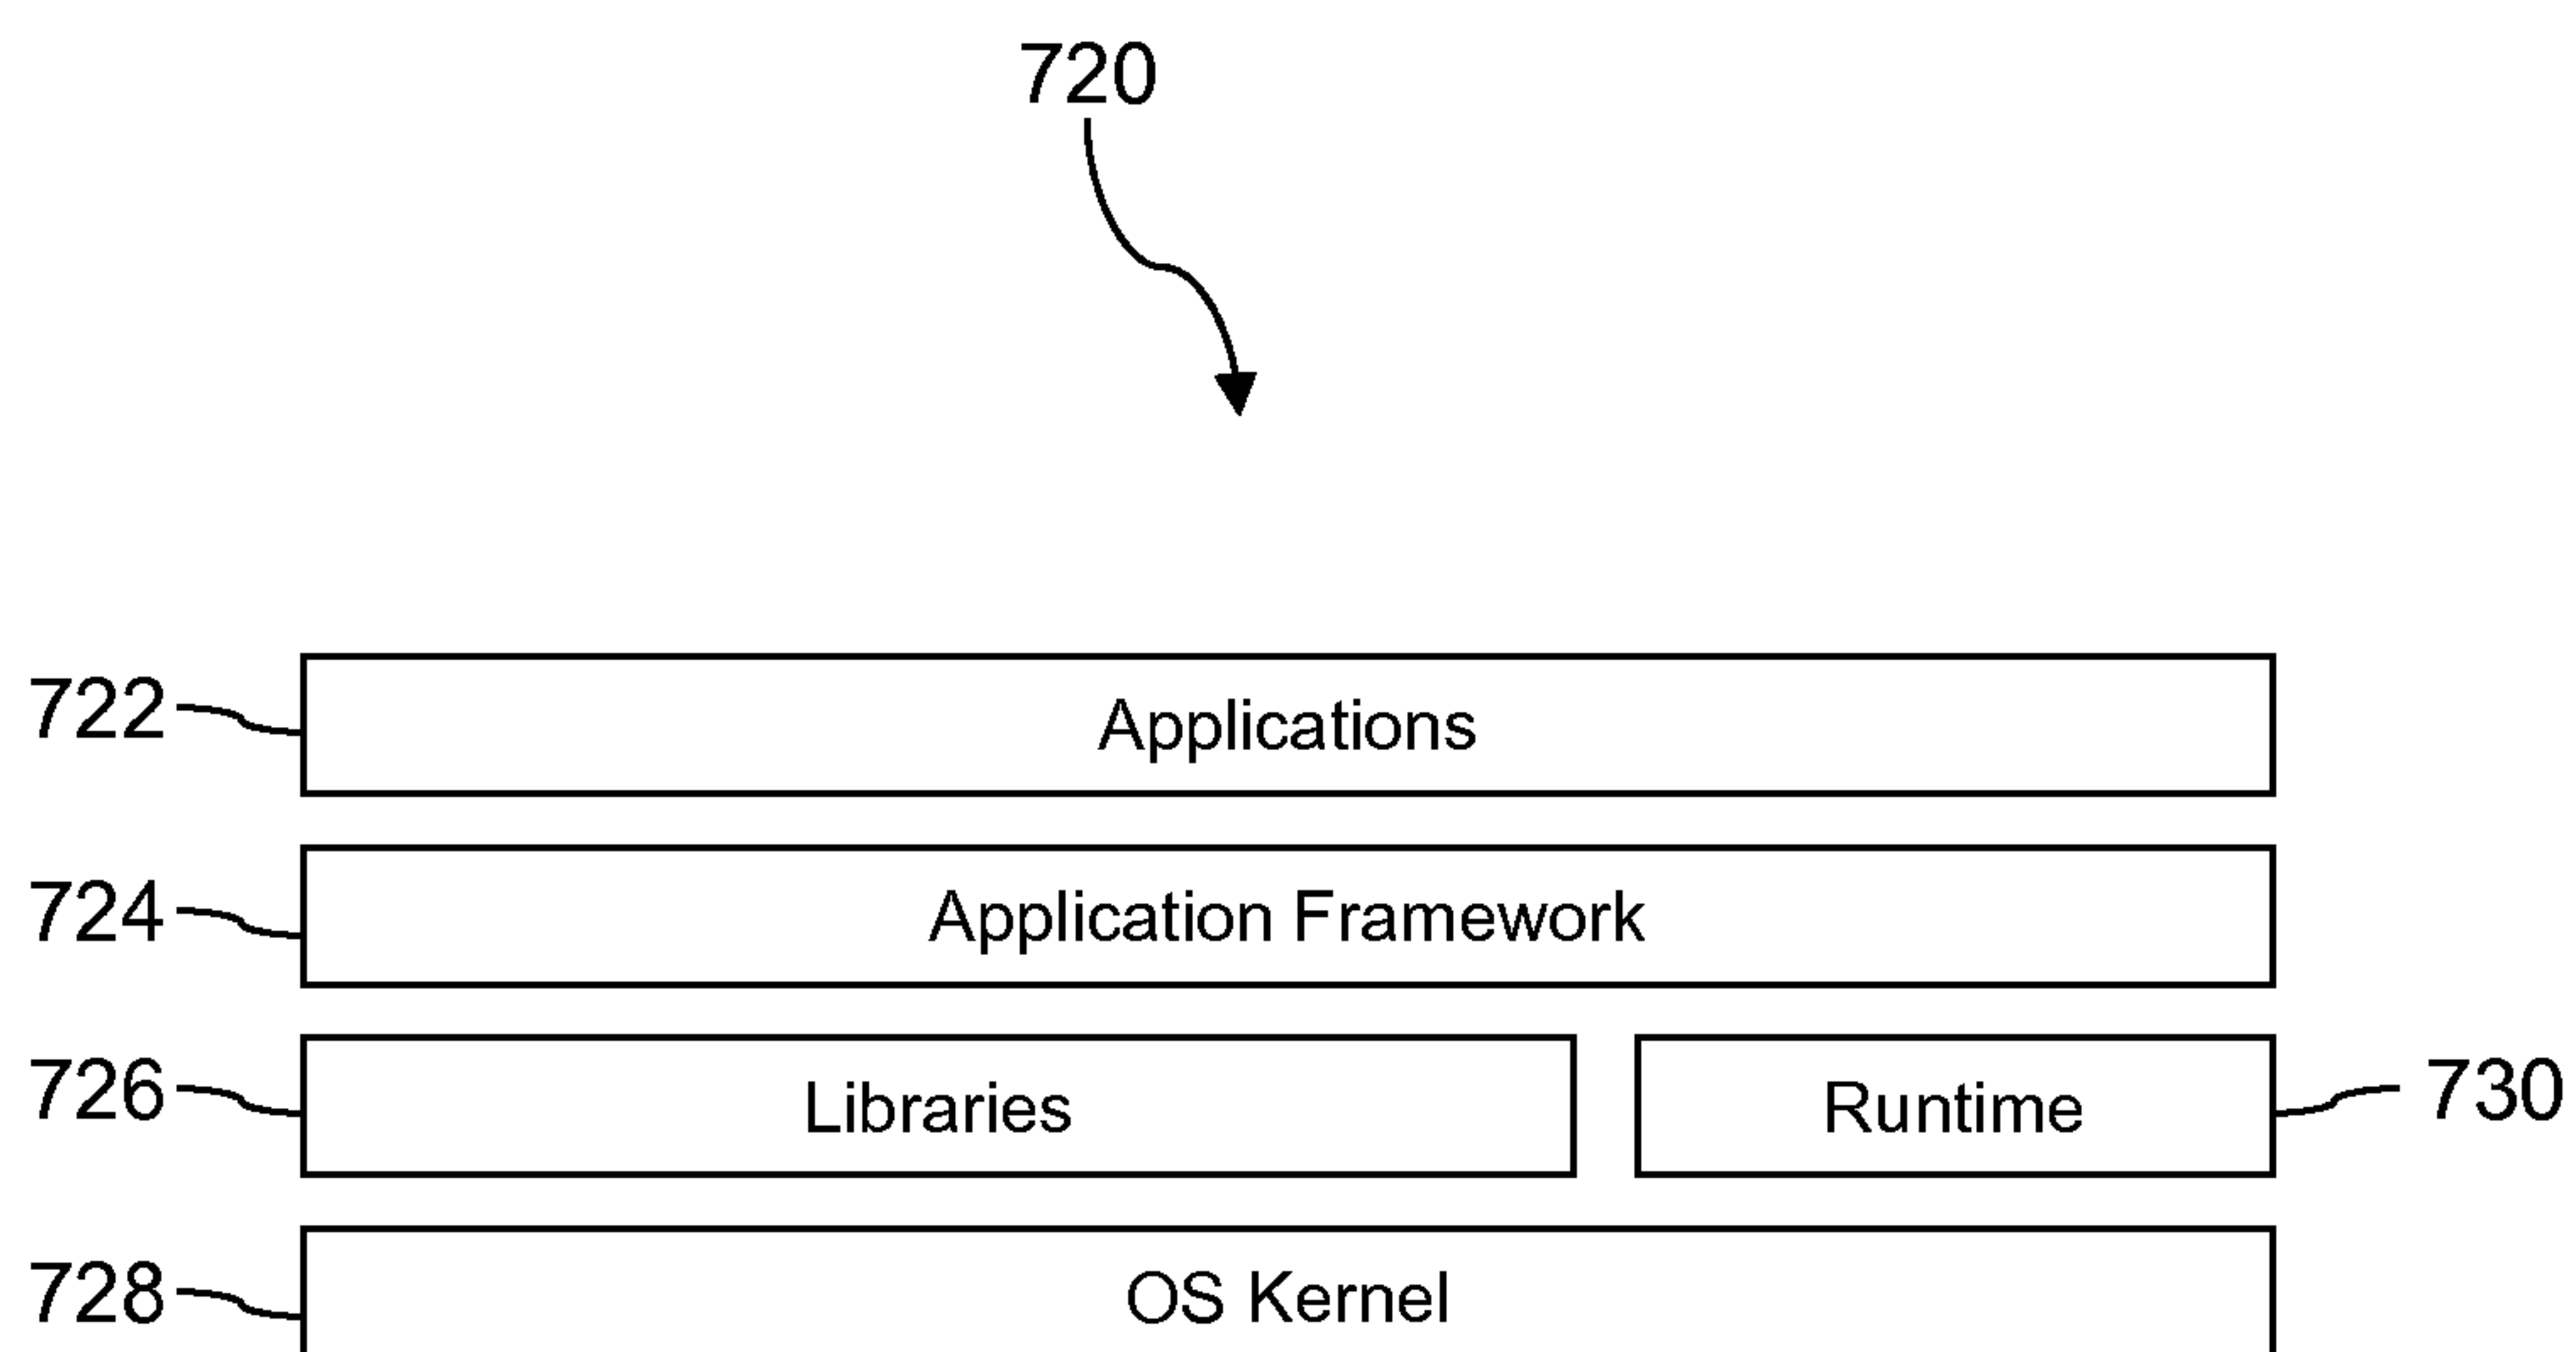 720
722 Applications
724 Application Framework
726 Libraries Runtime 730
728 OS Kernel